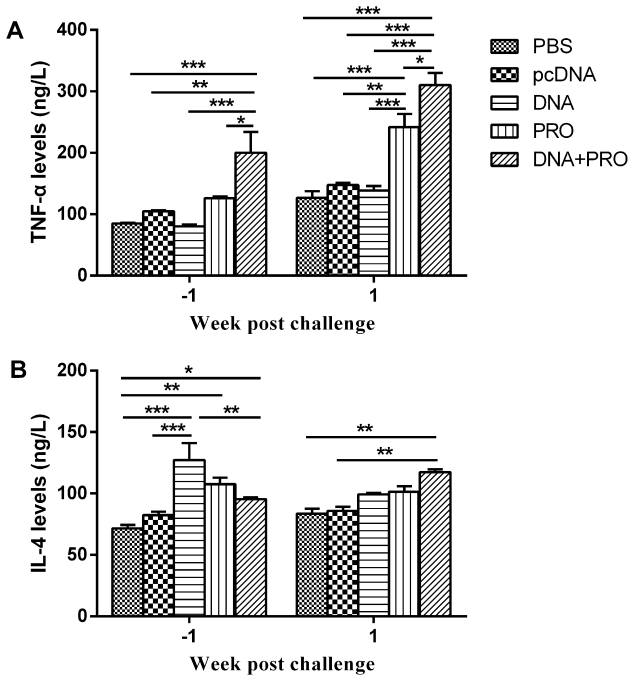 A
TNF-α levels (ng/L)
400
300
200
100
0
***
**
***
*
***
***
***
*
***
**
***
-1
1
Week post challenge
PBS
pcDNA
DNA
PRO
DNA+PRO
B
IL-4 levels (ng/L)
200
150
100
50
0
*
**
***
**
***
**
**
-1
1
Week post challenge